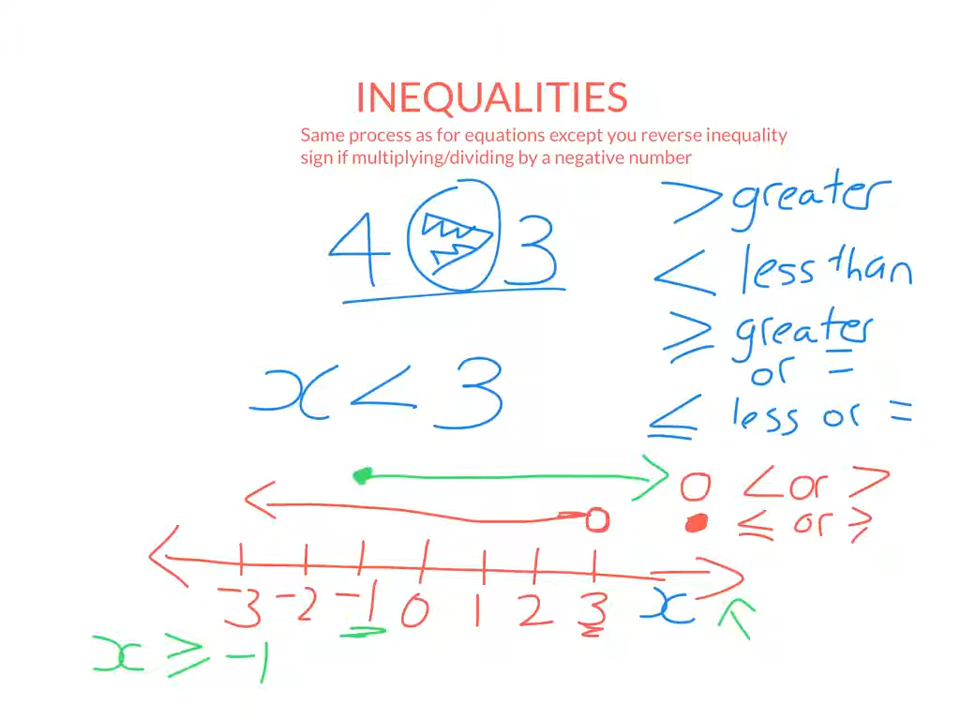 INEQUALITIES
Same process as for equations except you reverse inequality
sign if multiplying/dividing by a negative number
4 > 3
> greater
< less than
≥ greater
or =
≤ less or =
x < 3
○ < or >
● ≤ or ≥
-3 -2 -1 0 1 2 3 x
x ≥ -1